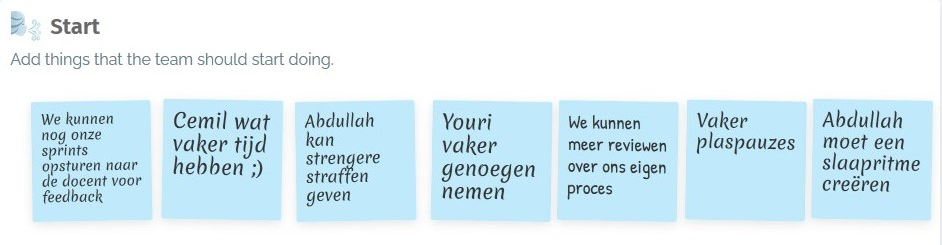 Start
Add things that the team should start doing.
We kunnen
nog onze
sprints
opsturen naar
de docent voor
feedback
Cemil wat
vaker tijd
hebben ;)
Abdullah
kan
strengere
straffen
geven
Youri
vaker
genoegen
nemen
We kunnen
meer reviewen
over ons eigen
proces
Vaker
plaspauzes
Abdullah
moet een
slaapritme
creëren